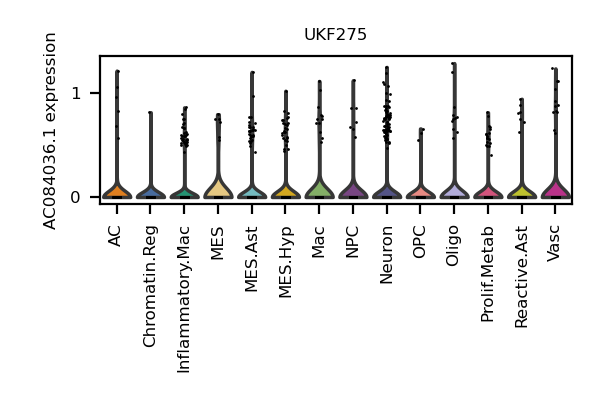 UKF275
AC084036.1 expression
1
0
AC
Chromatin.Reg
Inflammatory.Mac
MES
MES.Ast
MES.Hyp
Mac
NPC
Neuron
OPC
Oligo
Prolif.Metab
Reactive.Ast
Vasc